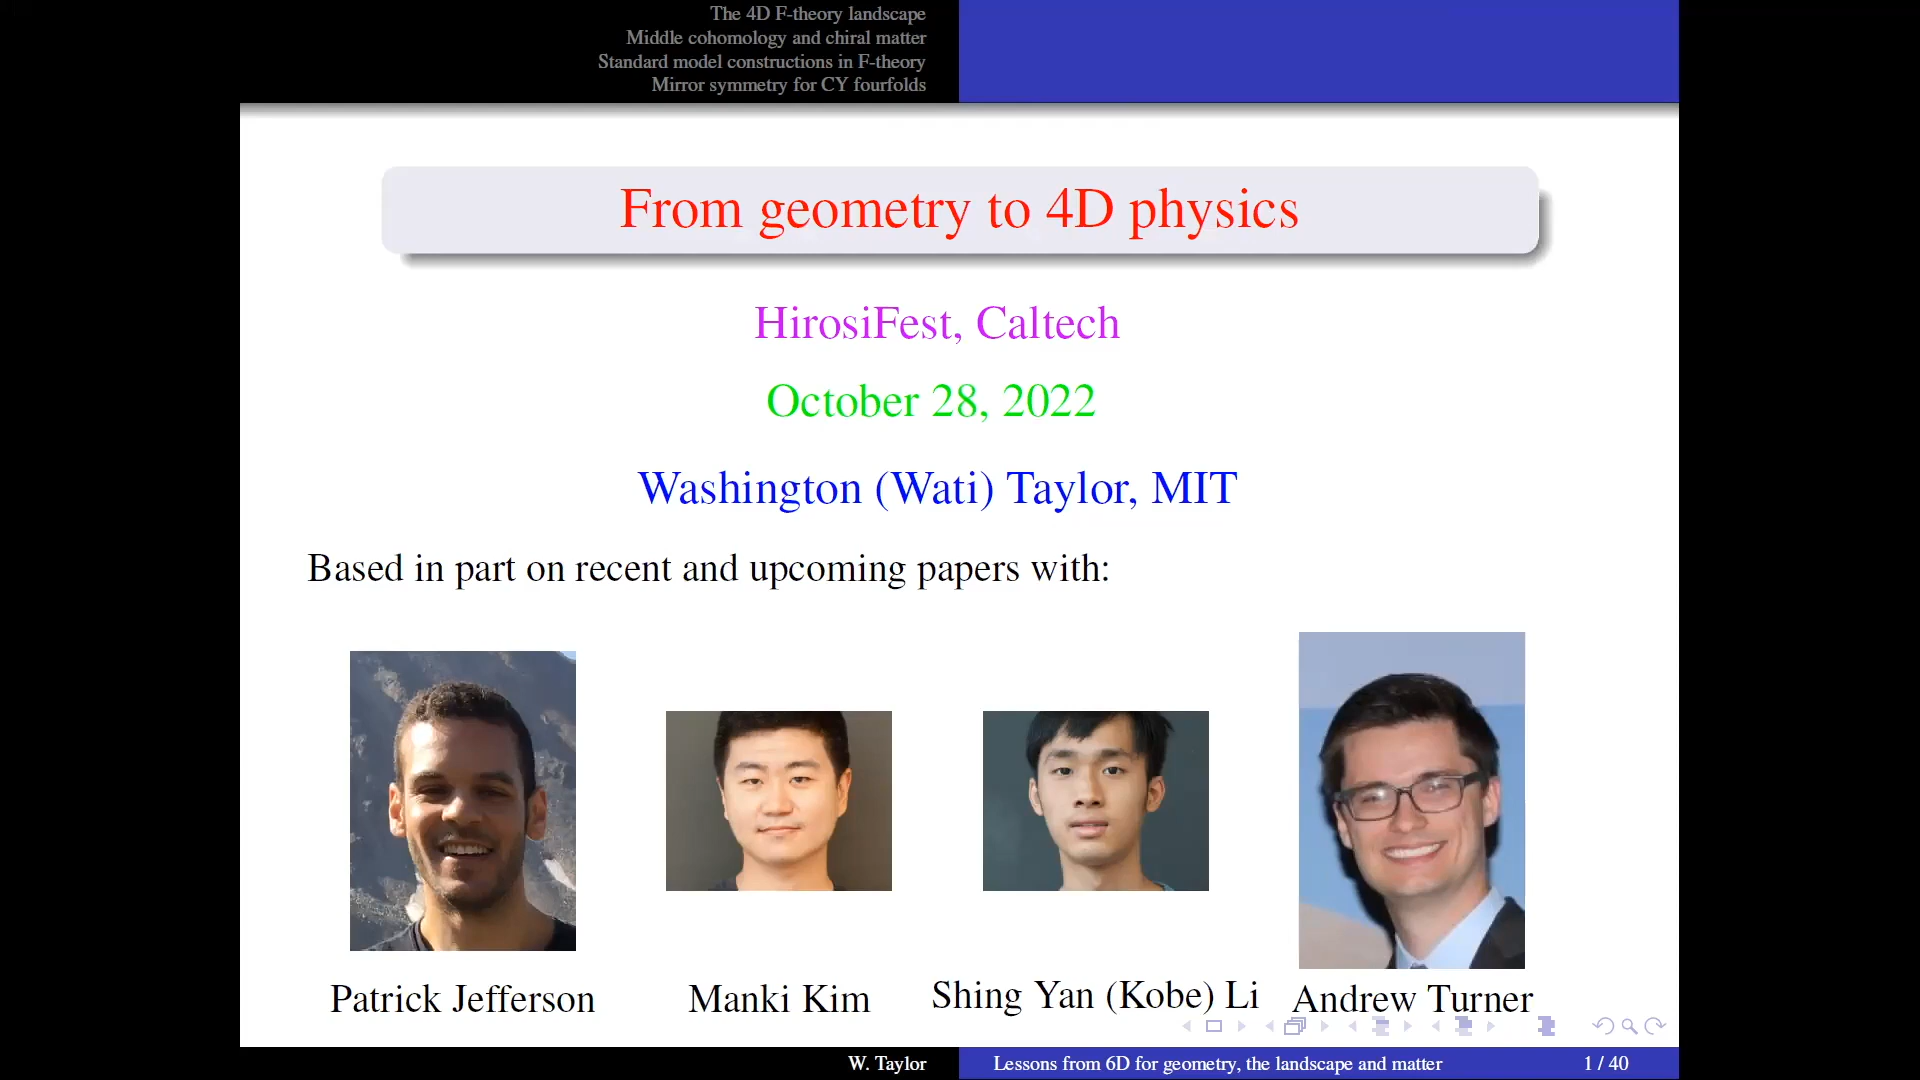 The 4D F-theory landscape
Middle cohomology and chiral matter
Standard model constructions in F-theory
Mirror symmetry for CY fourfolds
From geometry to 4D physics
HirosiFest, Caltech
October 28, 2022
Washington (Wati) Taylor, MIT
Based in part on recent and upcoming papers with:
Patrick Jefferson
Manki Kim
Shing Yan (Kobe) Li
Andrew Turner
W. Taylor
Lessons from 6D for geometry, the landscape and matter
1 / 40